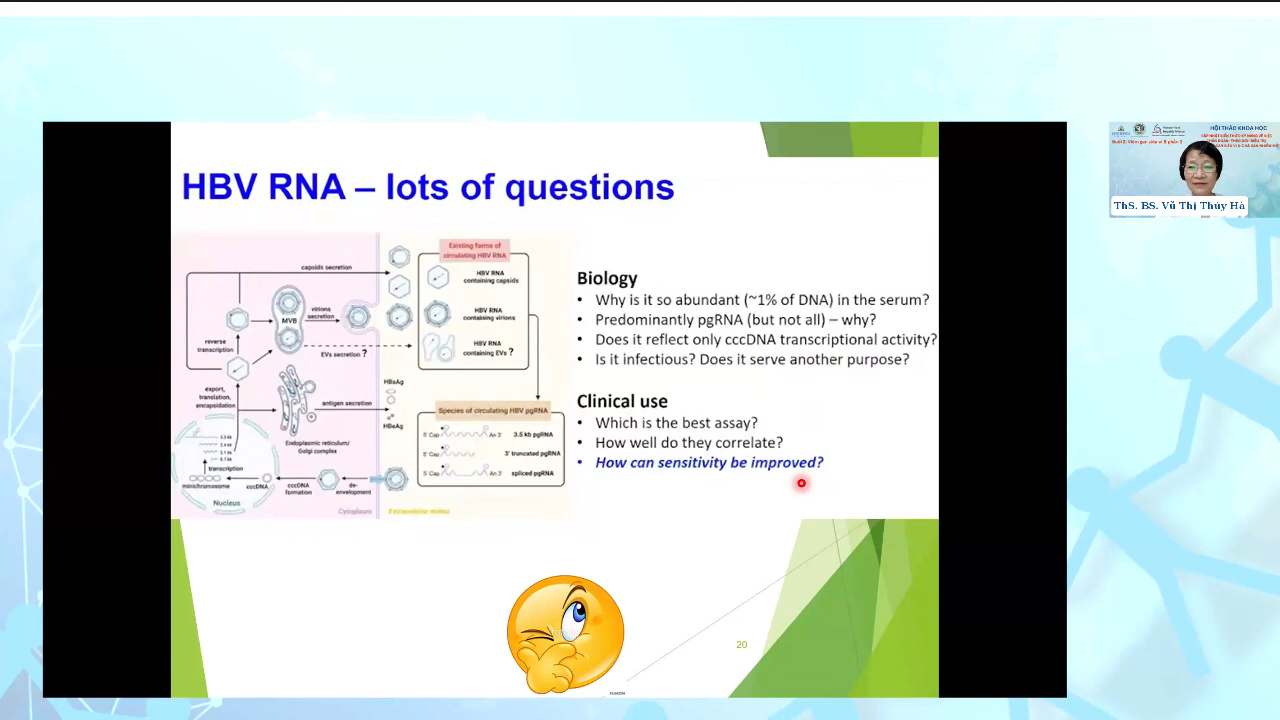 HBV RNA – lots of questions
capsids secretion
MVB
virions
secretion
EVs secretion ?
reverse
transcription
export,
translation,
encapsidation
antigen secretion
HBsAg
HBeAg
Endoplasmic reticulum/
Golgi complex
transcription
minichromosome
cccDNA
cccDNA
formation
de-
envelopment
Nucleus
Cytoplasm
Extracellular milieu
Existing forms of
circulating HBV RNA
HBV RNA
containing capsids
HBV RNA
containing virions
HBV RNA
containing EVs ?
Species of circulating HBV pgRNA
5' Cap An 3' 3.5 kb pgRNA
5' Cap 3' truncated pgRNA
5' Cap An 3' spliced pgRNA
Biology
• Why is it so abundant (~1% of DNA) in the serum?
• Predominantly pgRNA (but not all) – why?
• Does it reflect only cccDNA transcriptional activity?
• Is it infectious? Does it serve another purpose?
Clinical use
• Which is the best assay?
• How well do they correlate?
• How can sensitivity be improved?
20
HỘI THẢO KHOA HỌC
ThS. BS. Vũ Thị Thúy Hà